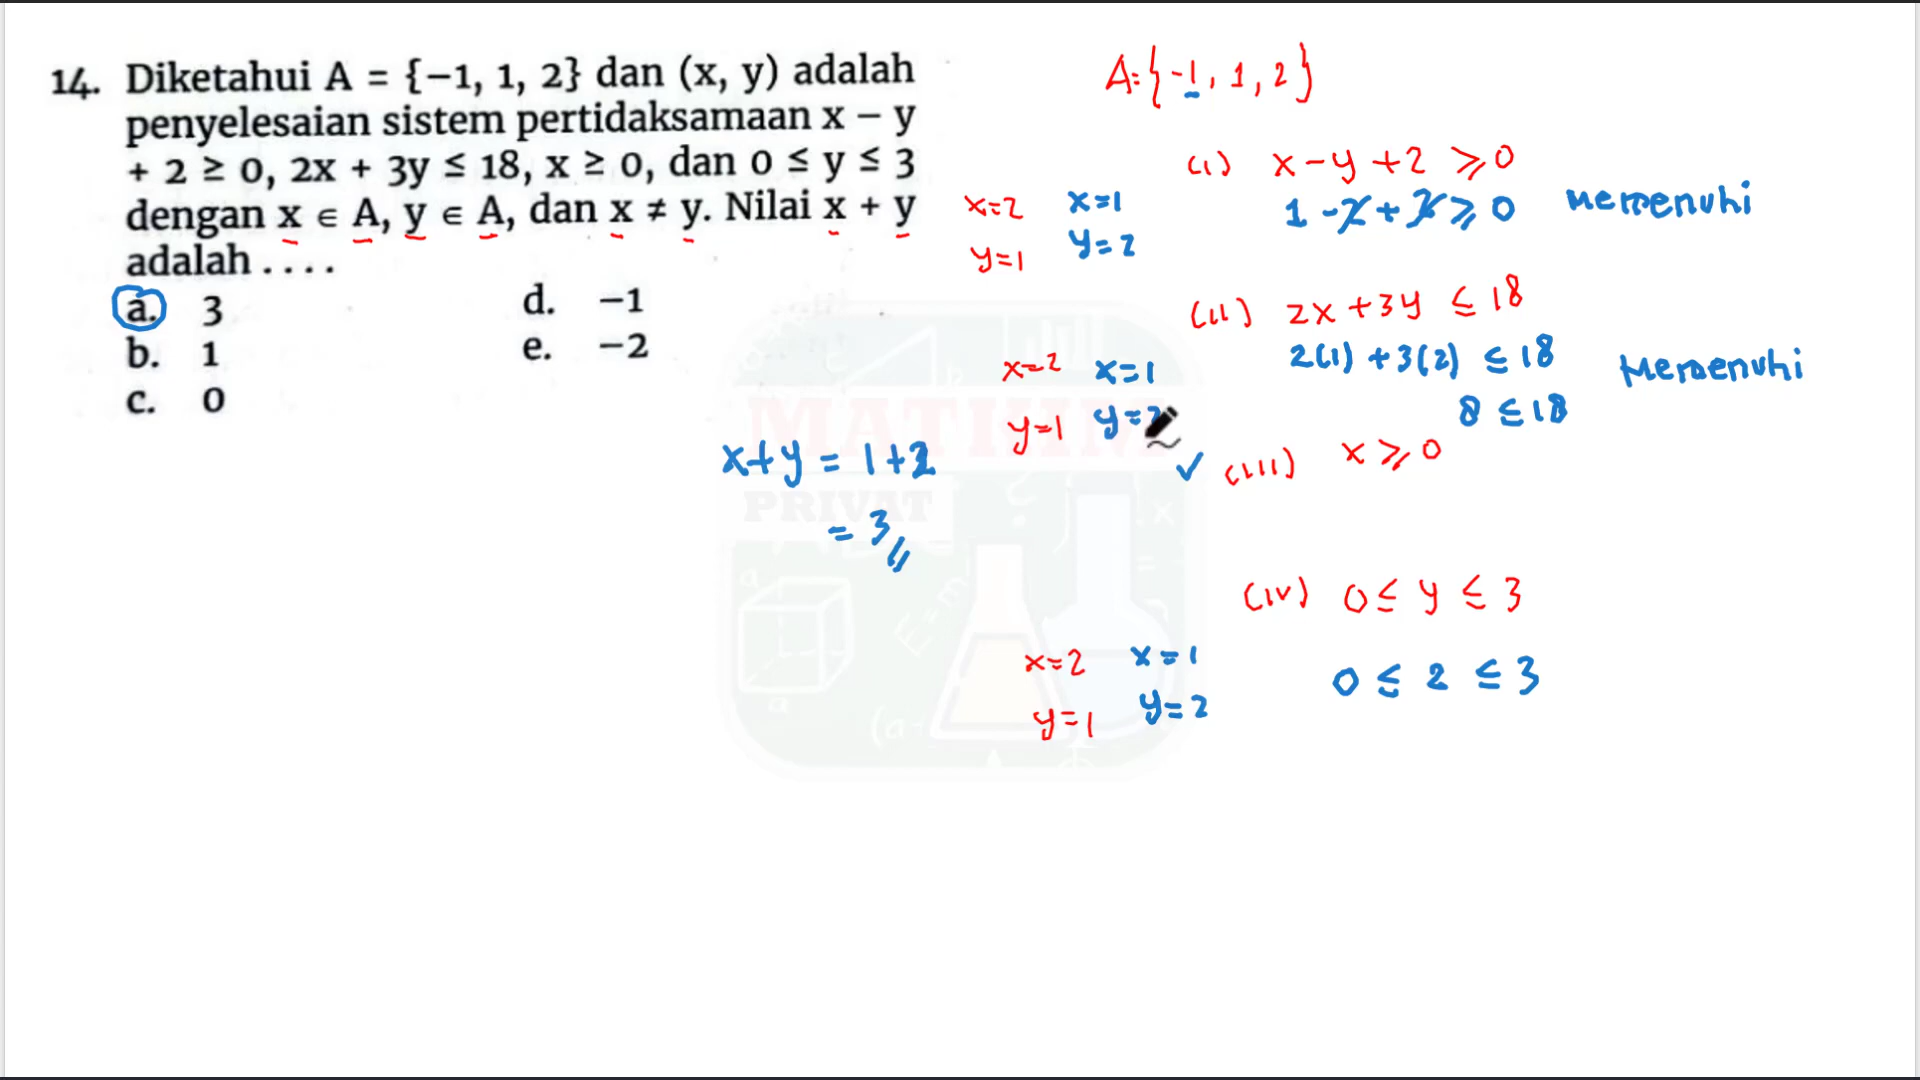 14. Diketahui A = {−1, 1, 2} dan (x, y) adalah
penyelesaian sistem pertidaksamaan x − y
+ 2 ≥ 0, 2x + 3y ≤ 18, x ≥ 0, dan 0 ≤ y ≤ 3
dengan x ∈ A, y ∈ A, dan x ≠ y. Nilai x + y
adalah . . . .
a. 3
b. 1
c. 0
d. −1
e. −2
x+y = 1+2
= 3
A = {-1, 1, 2}
(i) x-y+2 ≥ 0
x=2 x=1
y=1 y=2
1-2+2 ≥ 0 Memenuhi
(ii) 2x+3y ≤ 18
2(1)+3(2) ≤ 18 Memenuhi
8 ≤ 18
x=2 x=1
y=1 y=2
✓ (iii) x ≥ 0
(iv) 0 ≤ y ≤ 3
x=2 x=1
y=1 y=2
0 ≤ 2 ≤ 3
MATIUM
PRIVAT